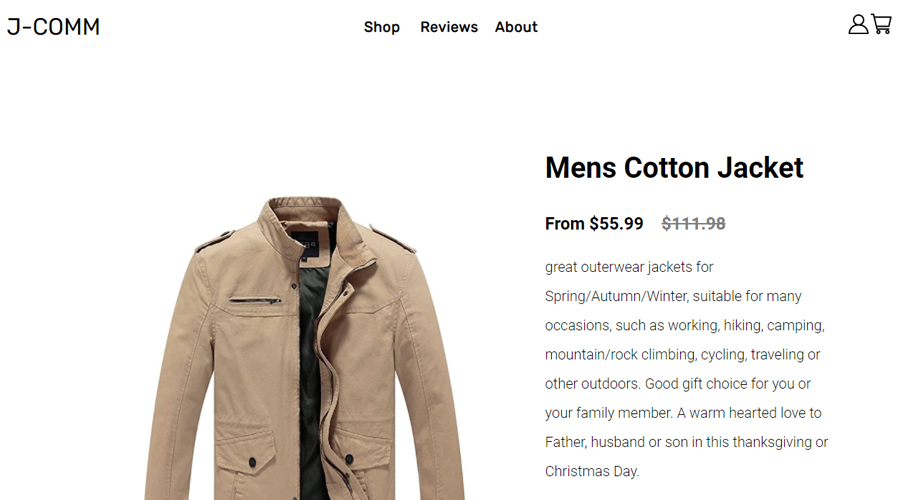 J-COMM
Shop Reviews About
Mens Cotton Jacket
From $55.99 $111.98
great outerwear jackets for
Spring/Autumn/Winter, suitable for many
occasions, such as working, hiking, camping,
mountain/rock climbing, cycling, traveling or
other outdoors. Good gift choice for you or
your family member. A warm hearted love to
Father, husband or son in this thanksgiving or
Christmas Day.